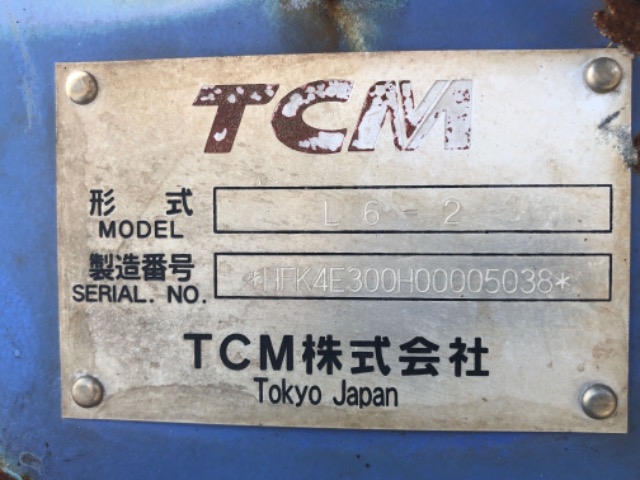 TCM
形式 L6-2
MODEL
製造番号 *HFK4E300H00005038*
SERIAL. NO.
TCM株式会社
Tokyo Japan